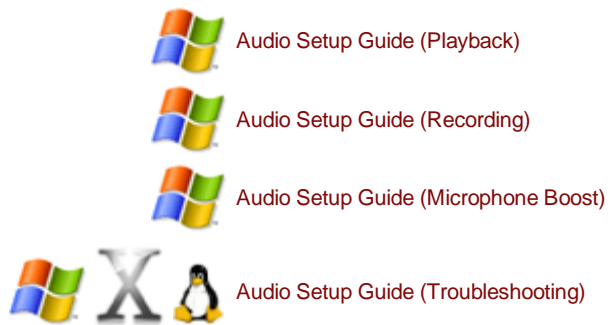 Audio Setup Guide (Playback)
Audio Setup Guide (Recording)
Audio Setup Guide (Microphone Boost)
X Audio Setup Guide (Troubleshooting)